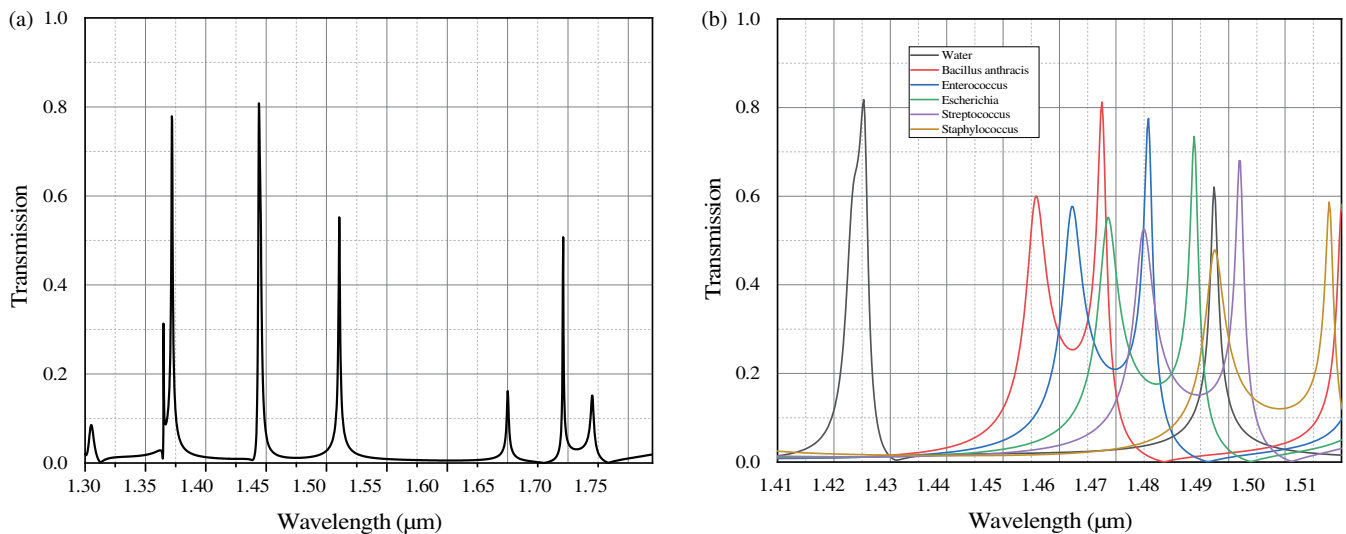 (a)
1.0
0.8
0.6
0.4
0.2
0.0
Transmission
1.30 1.35 1.40 1.45 1.50 1.55 1.60 1.65 1.70 1.75
Wavelength (μm)
(b)
1.0
0.8
0.6
0.4
0.2
0.0
Transmission
Water
Bacillus anthracis
Enterococcus
Escherichia
Streptococcus
Staphylococcus
1.41 1.42 1.43 1.44 1.45 1.46 1.47 1.48 1.49 1.50 1.51
Wavelength (μm)